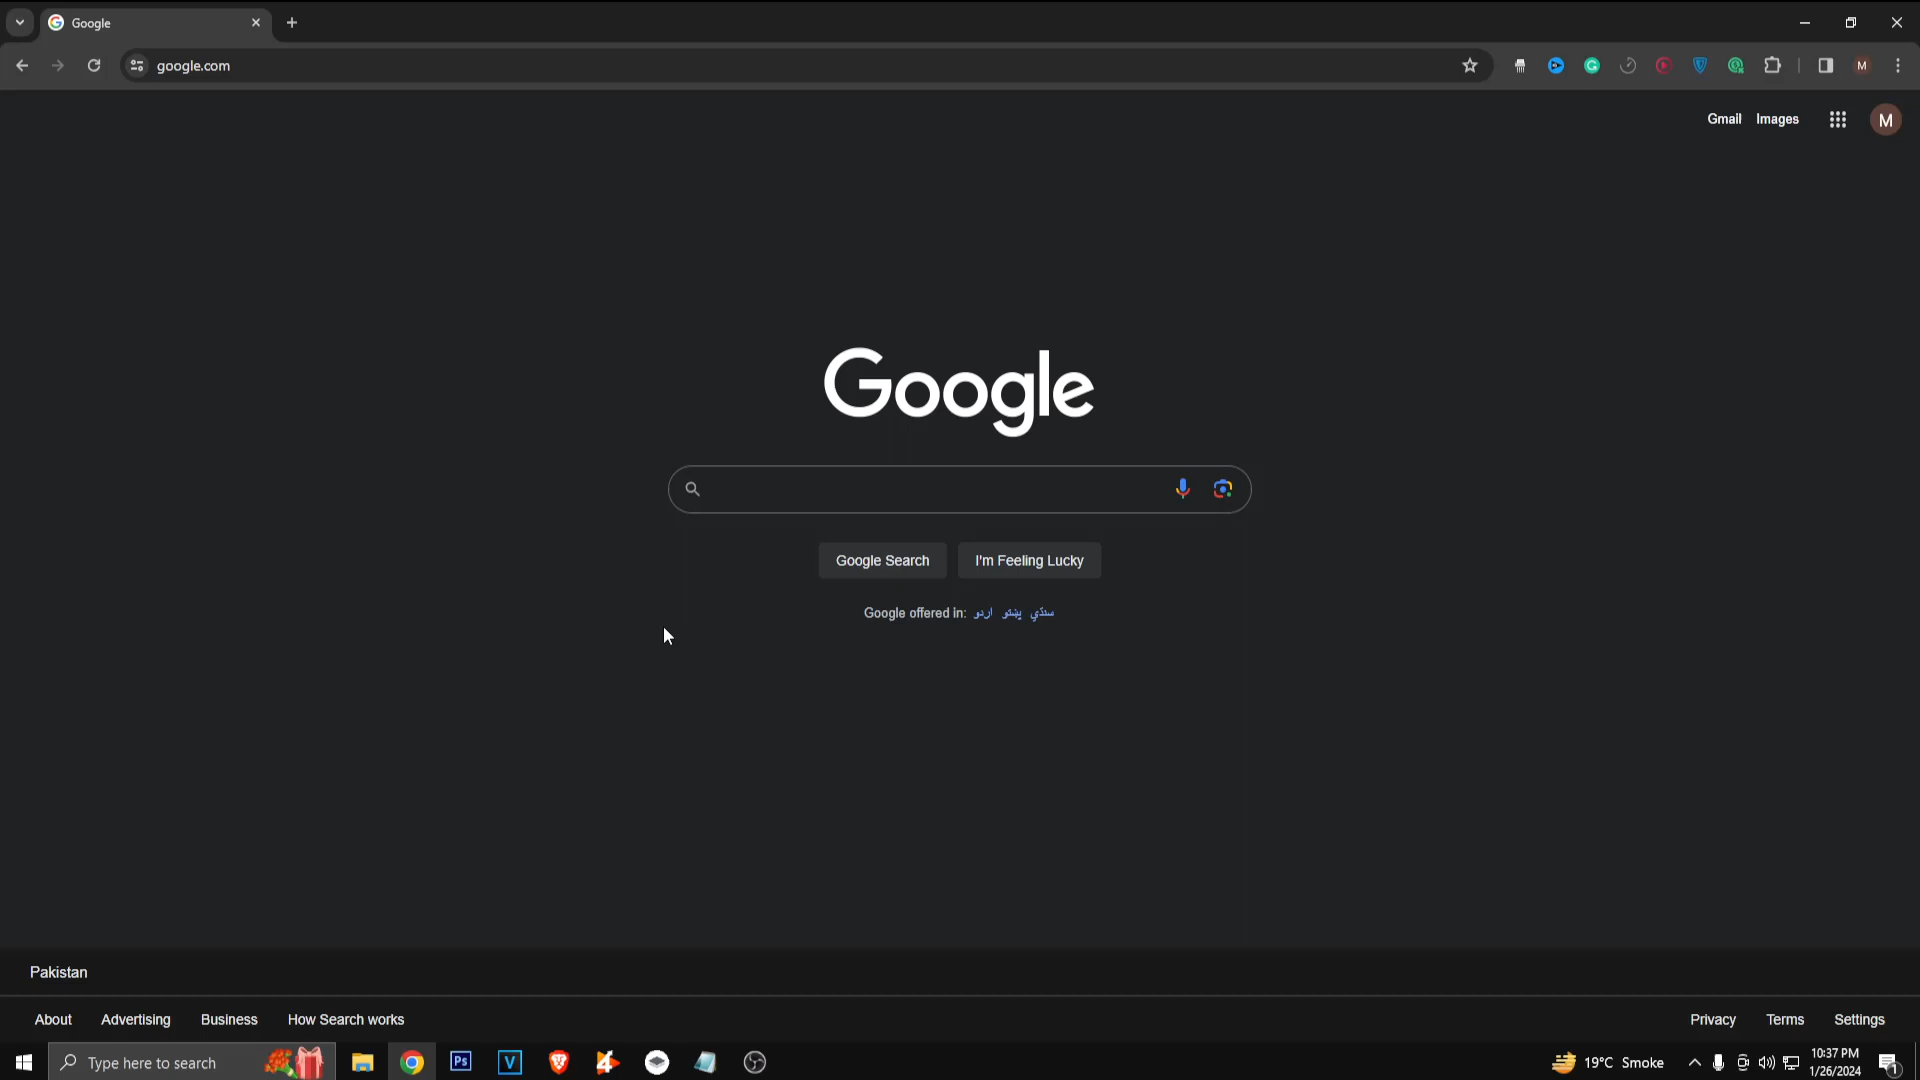 Google
google.com
M
Gmail Images
M
Google
Google Search I'm Feeling Lucky
Google offered in: اردو پښتو سنڌي
Pakistan
About Advertising Business How Search works
Privacy Terms Settings
Type here to search
Ps
V
19°C Smoke
10:37 PM
1/26/2024
1